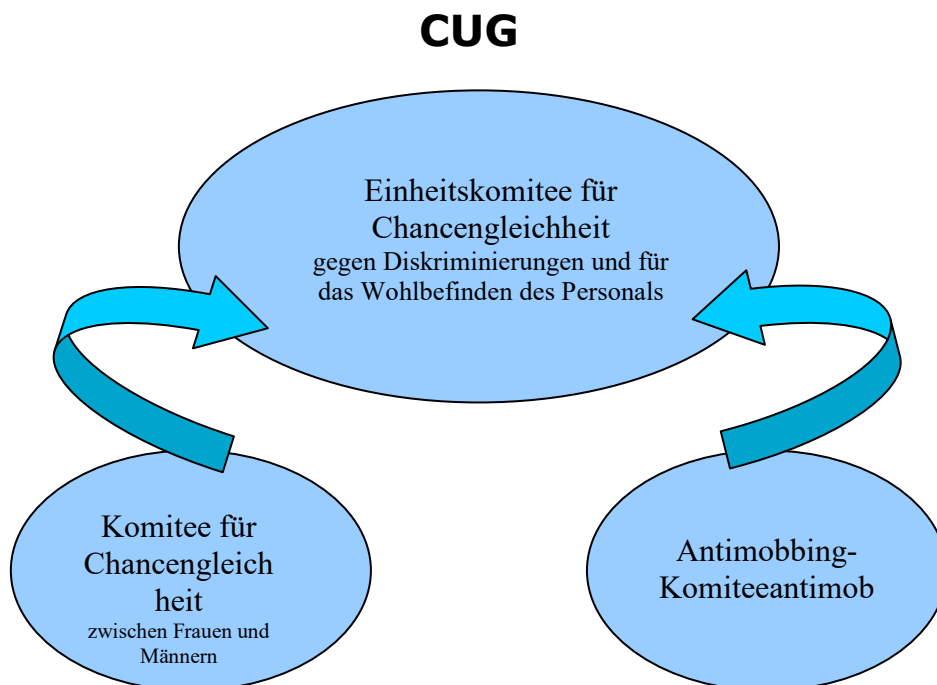 CUG
Einheitskomitee für
Chancengleichheit
gegen Diskriminierungen und für
das Wohlbefinden des Personals
Komitee für
Chancengleich
heit
zwischen Frauen und
Männern
Antimobbing-
Komiteeantimob